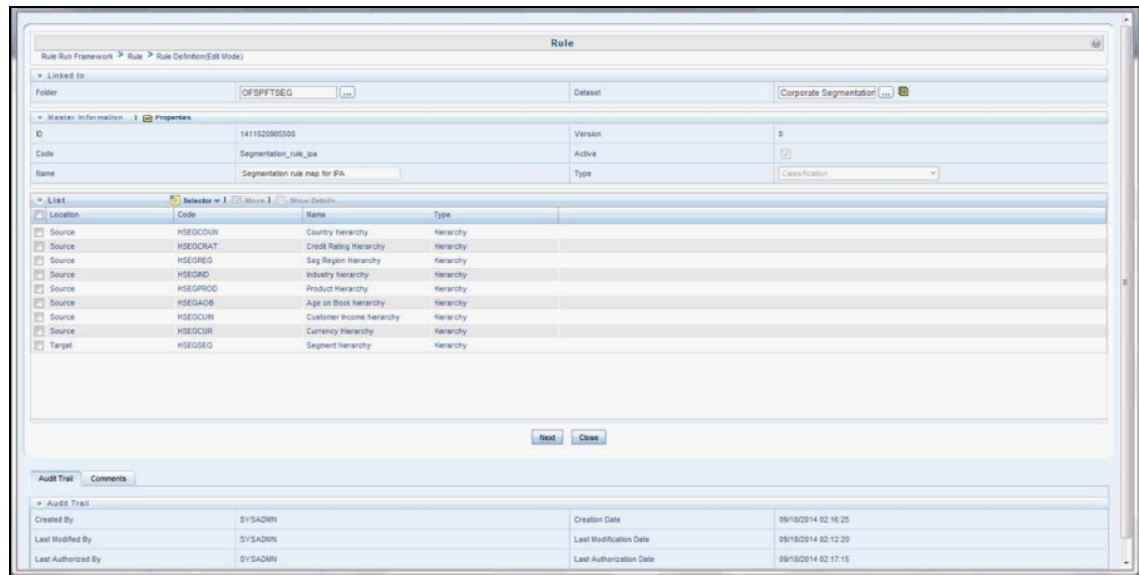 Rule
Rule Run Framework > Rule > Rule Definition(Edit Mode)
» Linked to
Folder OFSPFTSEG ... Dataset Corporate Segmentation ...
» Master Information | Properties
ID 1411020905508 Version 0
Code Segmentation_rule_ipa Active
Name Segmentation rule map for IPA Type Classification
» List Selector | Move | Show Details
Location Code Name Type
Source HSEGCOUN Country hierarchy Hierarchy
Source HSEGCRAT Credit Rating Hierarchy Hierarchy
Source HSEGREG Seg Region Hierarchy Hierarchy
Source HSEGIND Industry hierarchy Hierarchy
Source HSEGPROD Product Hierarchy Hierarchy
Source HSEGAOB Age on Book hierarchy Hierarchy
Source HSEGCUIN Customer Income hierarchy Hierarchy
Source HSEGCUR Currency Hierarchy Hierarchy
Target HSEGSEG Segment hierarchy Hierarchy
Next Close
Audit Trail Comments
» Audit Trail
Created By SYSADMN Creation Date 09/18/2014 02:16:25
Last Modified By SYSADMN Last Modification Date 09/18/2014 02:12:20
Last Authorized By SYSADMN Last Authorization Date 09/18/2014 02:17:15